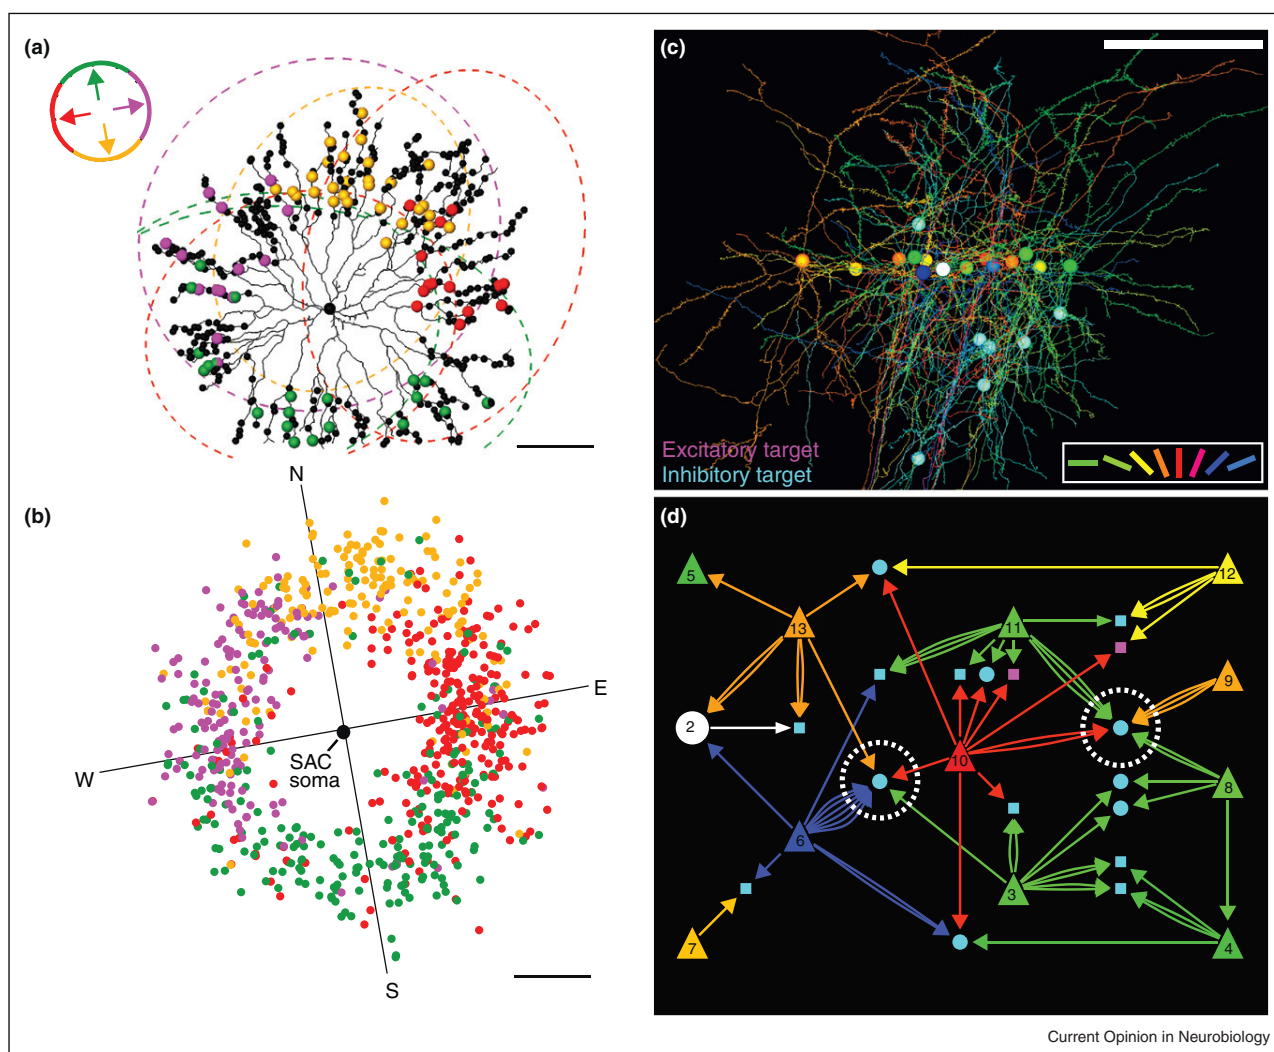 (a)
(b)
N
E
W
S
SAC
soma
(c)
Excitatory target
Inhibitory target
(d)
5
12
13
11
9
2
10
8
6
3
7
4
Current Opinion in Neurobiology